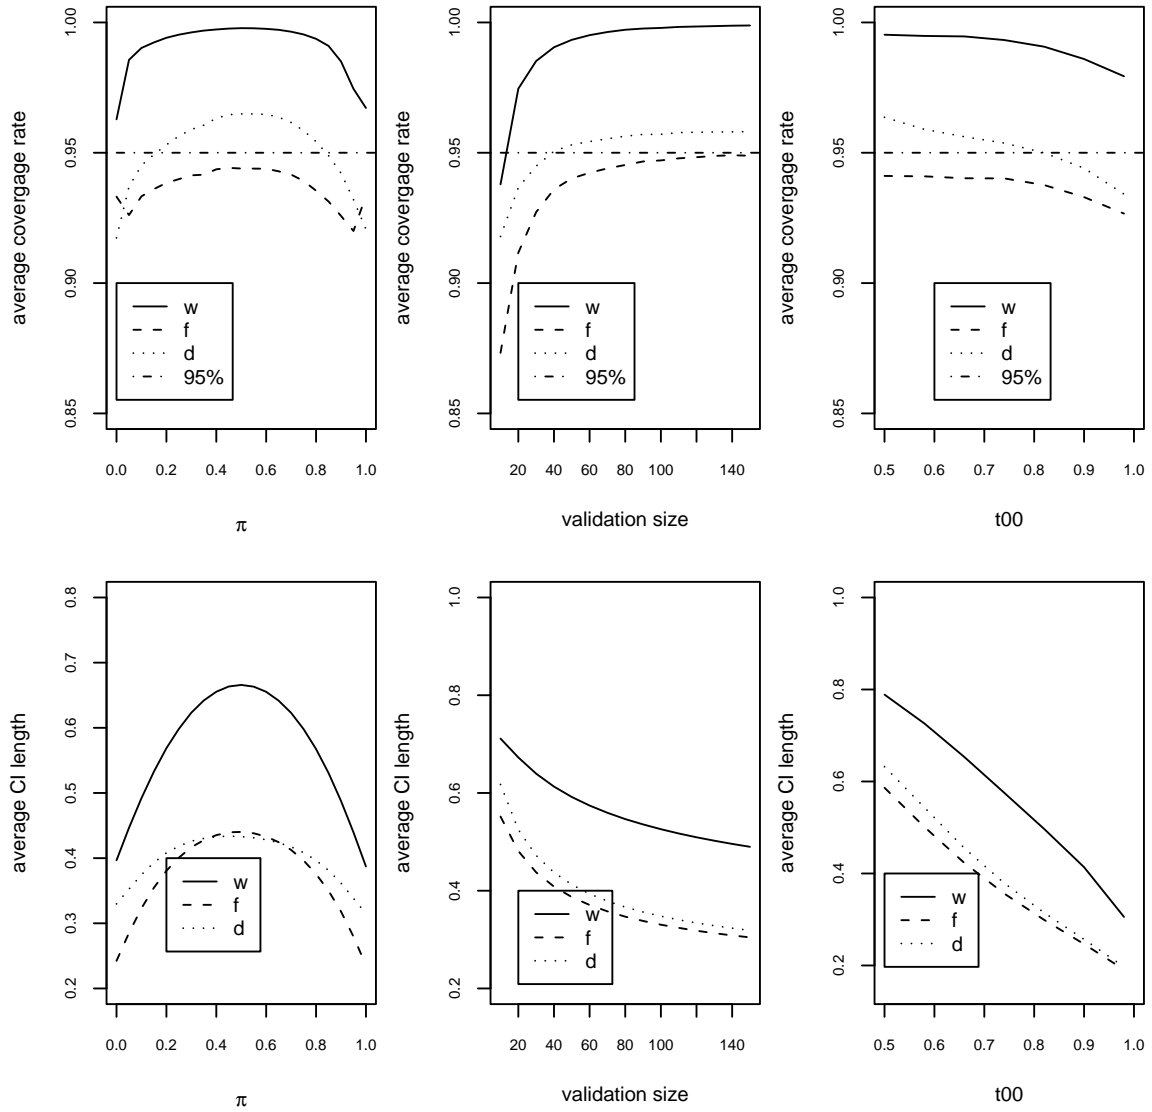 average covergage rate
1.00
0.95
0.90
0.85
w
f
d
95%
0.0 0.2 0.4 0.6 0.8 1.0
π
average covergage rate
1.00
0.95
0.90
0.85
w
f
d
95%
20 40 60 80 100 140
validation size
average covergage rate
1.00
0.95
0.90
0.85
w
f
d
95%
0.5 0.6 0.7 0.8 0.9 1.0
t00
average CI length
0.8
0.7
0.6
0.5
0.4
0.3
0.2
w
f
d
0.0 0.2 0.4 0.6 0.8 1.0
π
average CI length
1.0
0.8
0.6
0.4
0.2
w
f
d
20 40 60 80 100 140
validation size
average CI length
1.0
0.8
0.6
0.4
0.2
w
f
d
0.5 0.6 0.7 0.8 0.9 1.0
t00